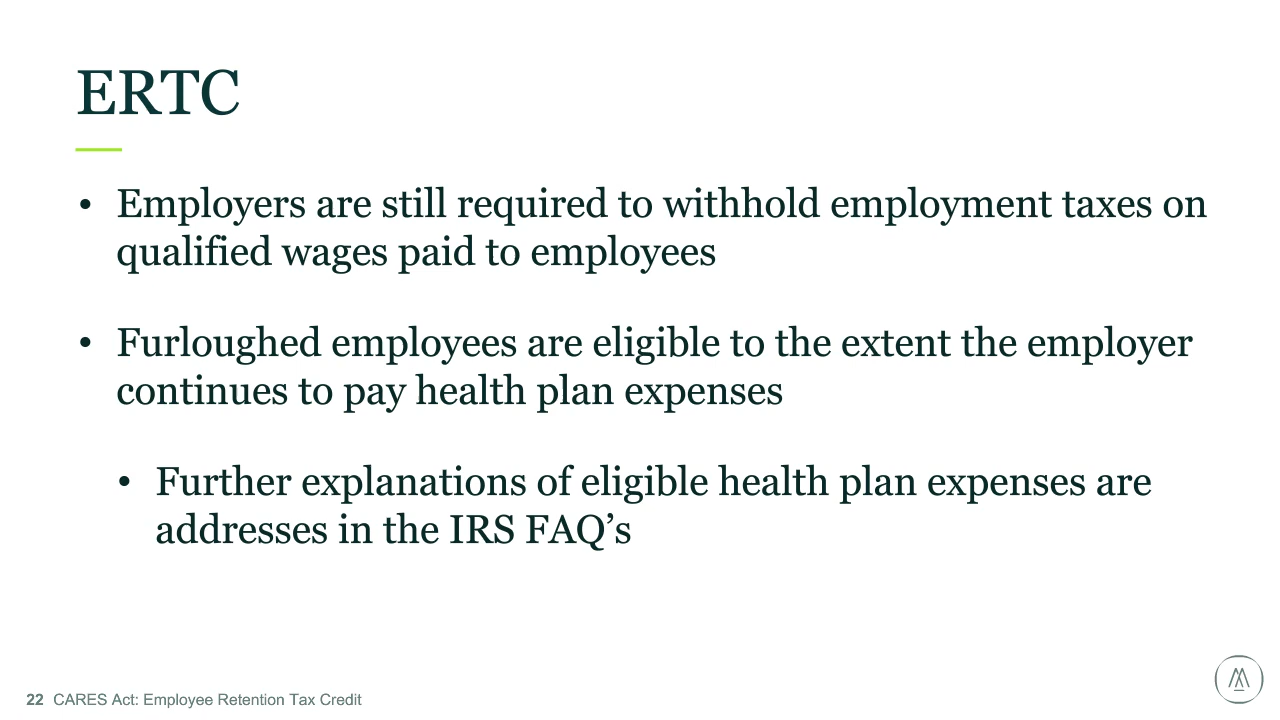 ERTC
• Employers are still required to withhold employment taxes on
qualified wages paid to employees
• Furloughed employees are eligible to the extent the employer
continues to pay health plan expenses
• Further explanations of eligible health plan expenses are
addresses in the IRS FAQ’s
22 CARES Act: Employee Retention Tax Credit